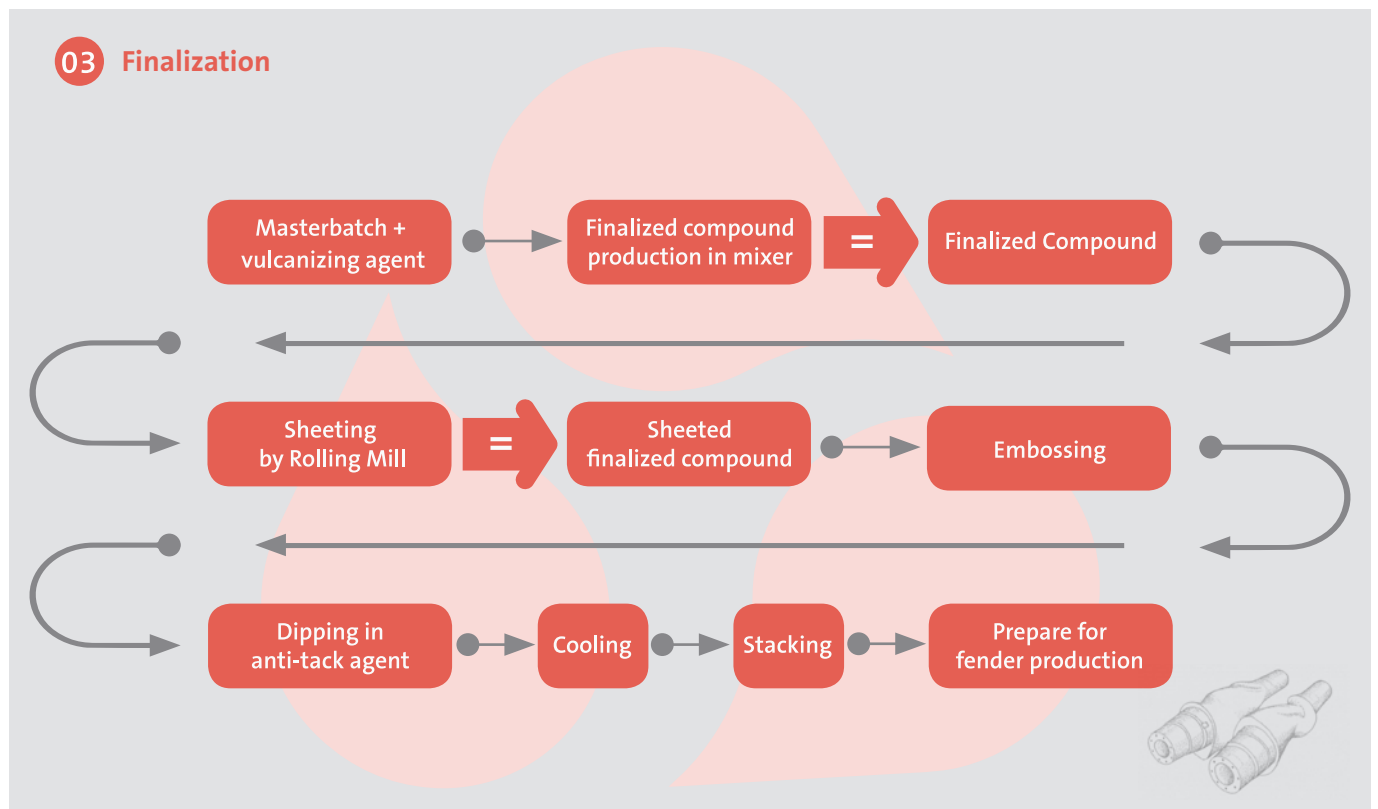 03 Finalization
Masterbatch +
vulcanizing agent
Finalized compound
production in mixer
=
Finalized Compound
Sheeting
by Rolling Mill
=
Sheeted
finalized compound
Embossing
Dipping in
anti-tack agent
Cooling
Stacking
Prepare for
fender production